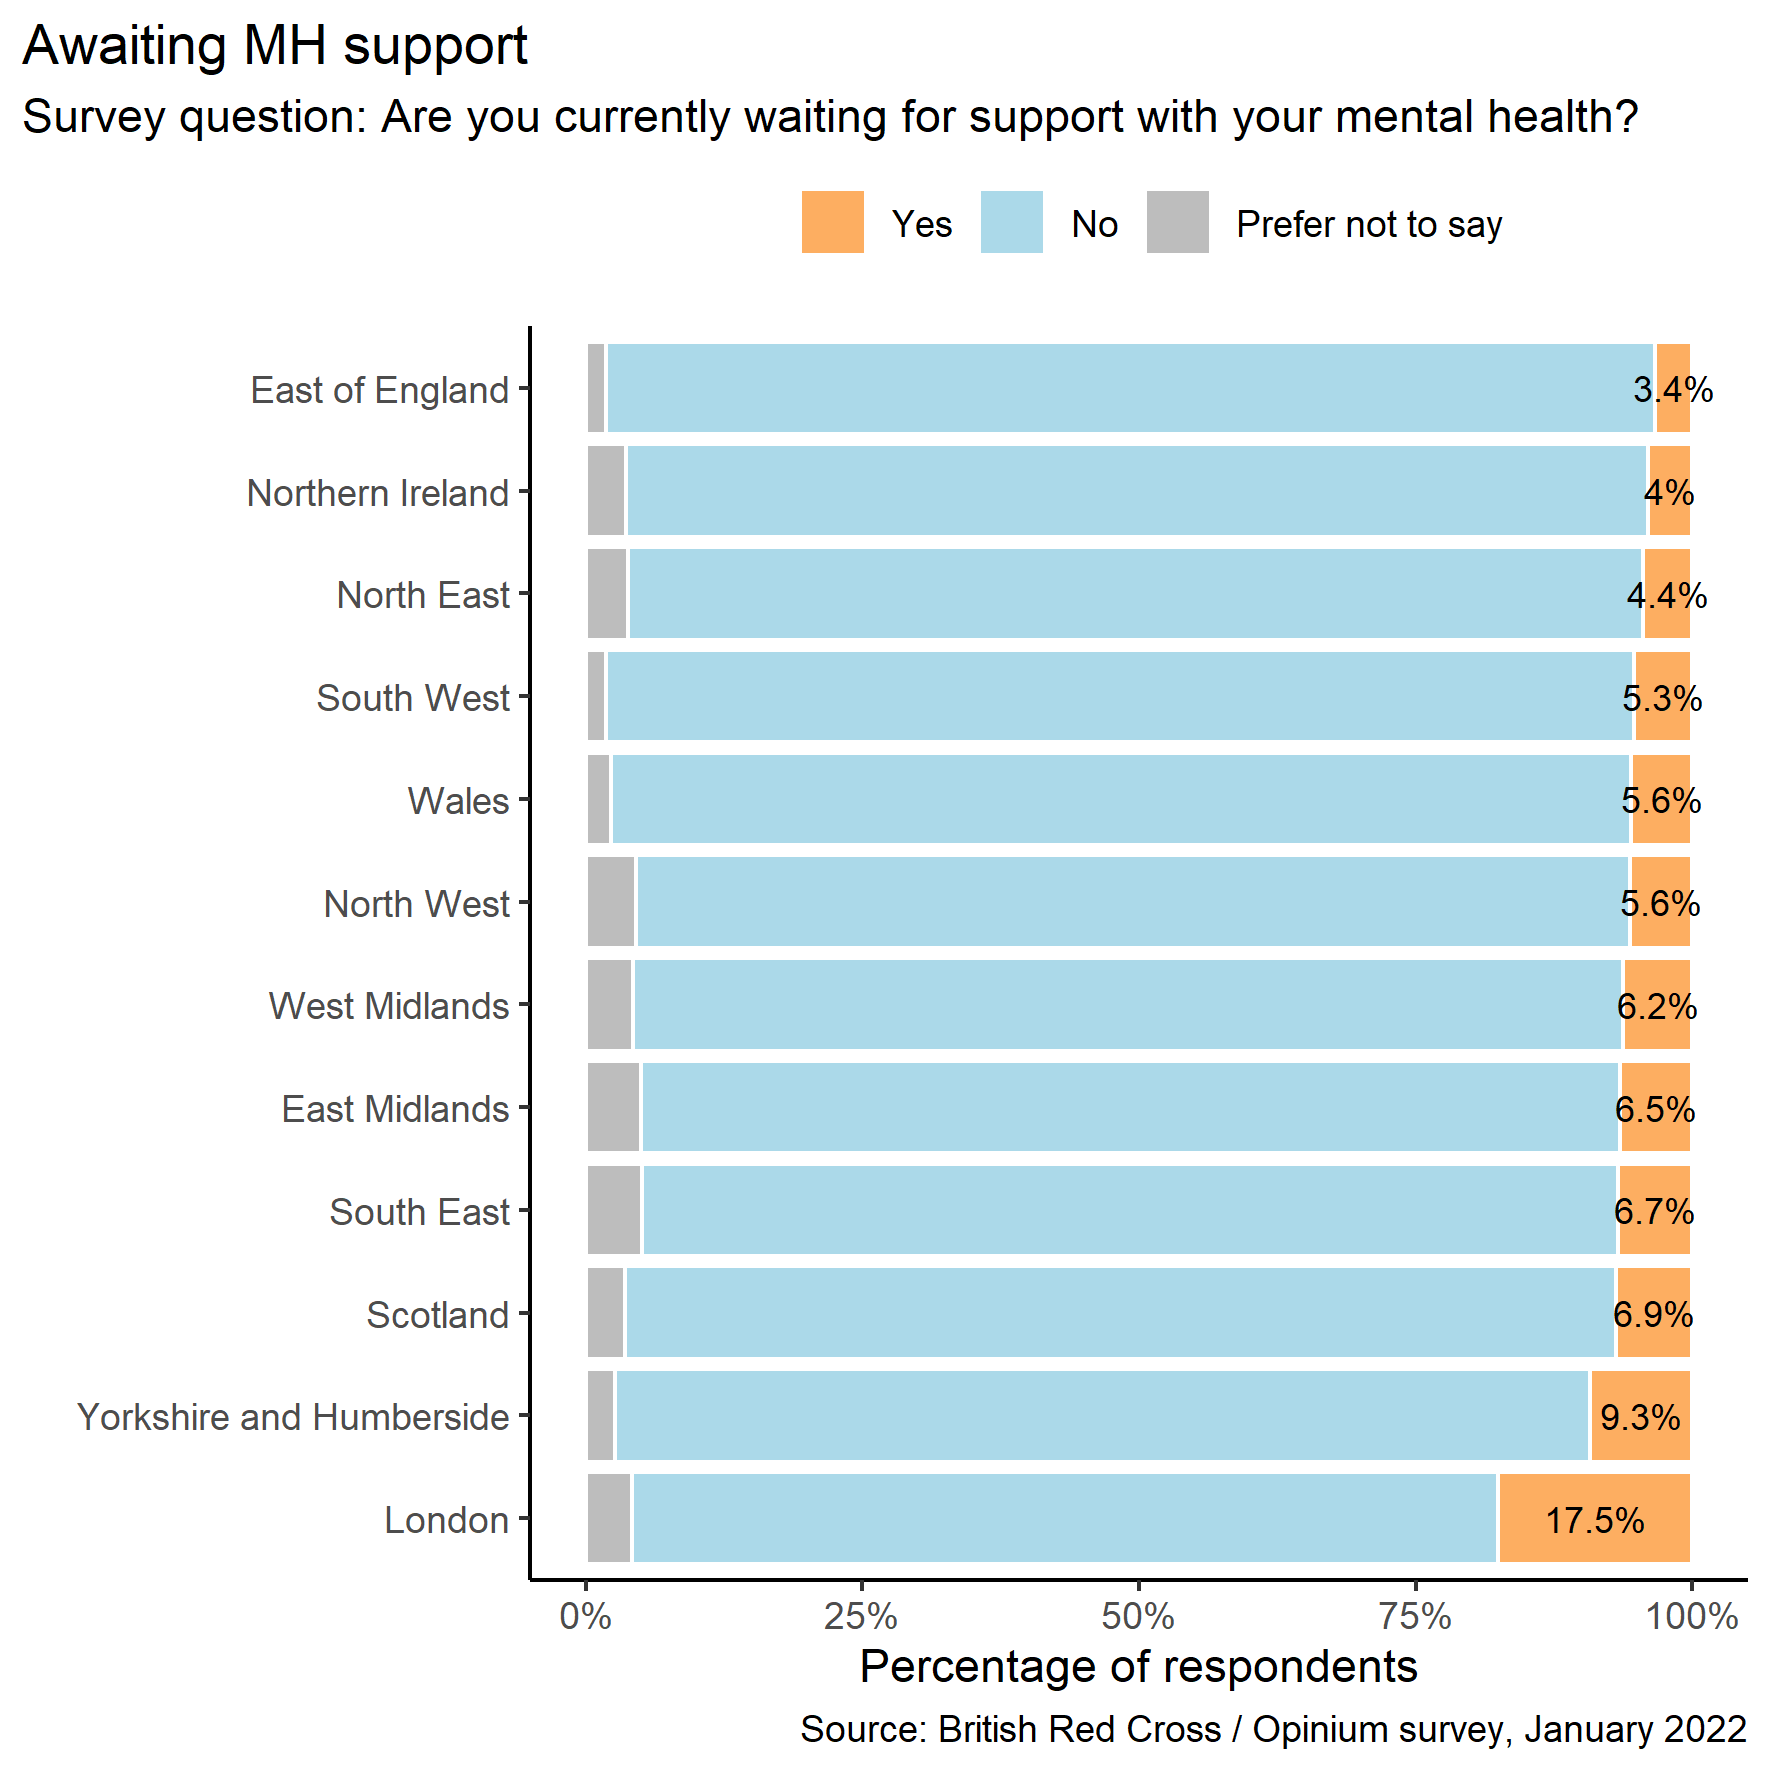 Awaiting MH support
Survey question: Are you currently waiting for support with your mental health?
Yes No Prefer not to say
East of England 3.4%
Northern Ireland 4%
North East 4.4%
South West 5.3%
Wales 5.6%
North West 5.6%
West Midlands 6.2%
East Midlands 6.5%
South East 6.7%
Scotland 6.9%
Yorkshire and Humberside 9.3%
London 17.5%
0% 25% 50% 75% 100%
Percentage of respondents
Source: British Red Cross / Opinium survey, January 2022